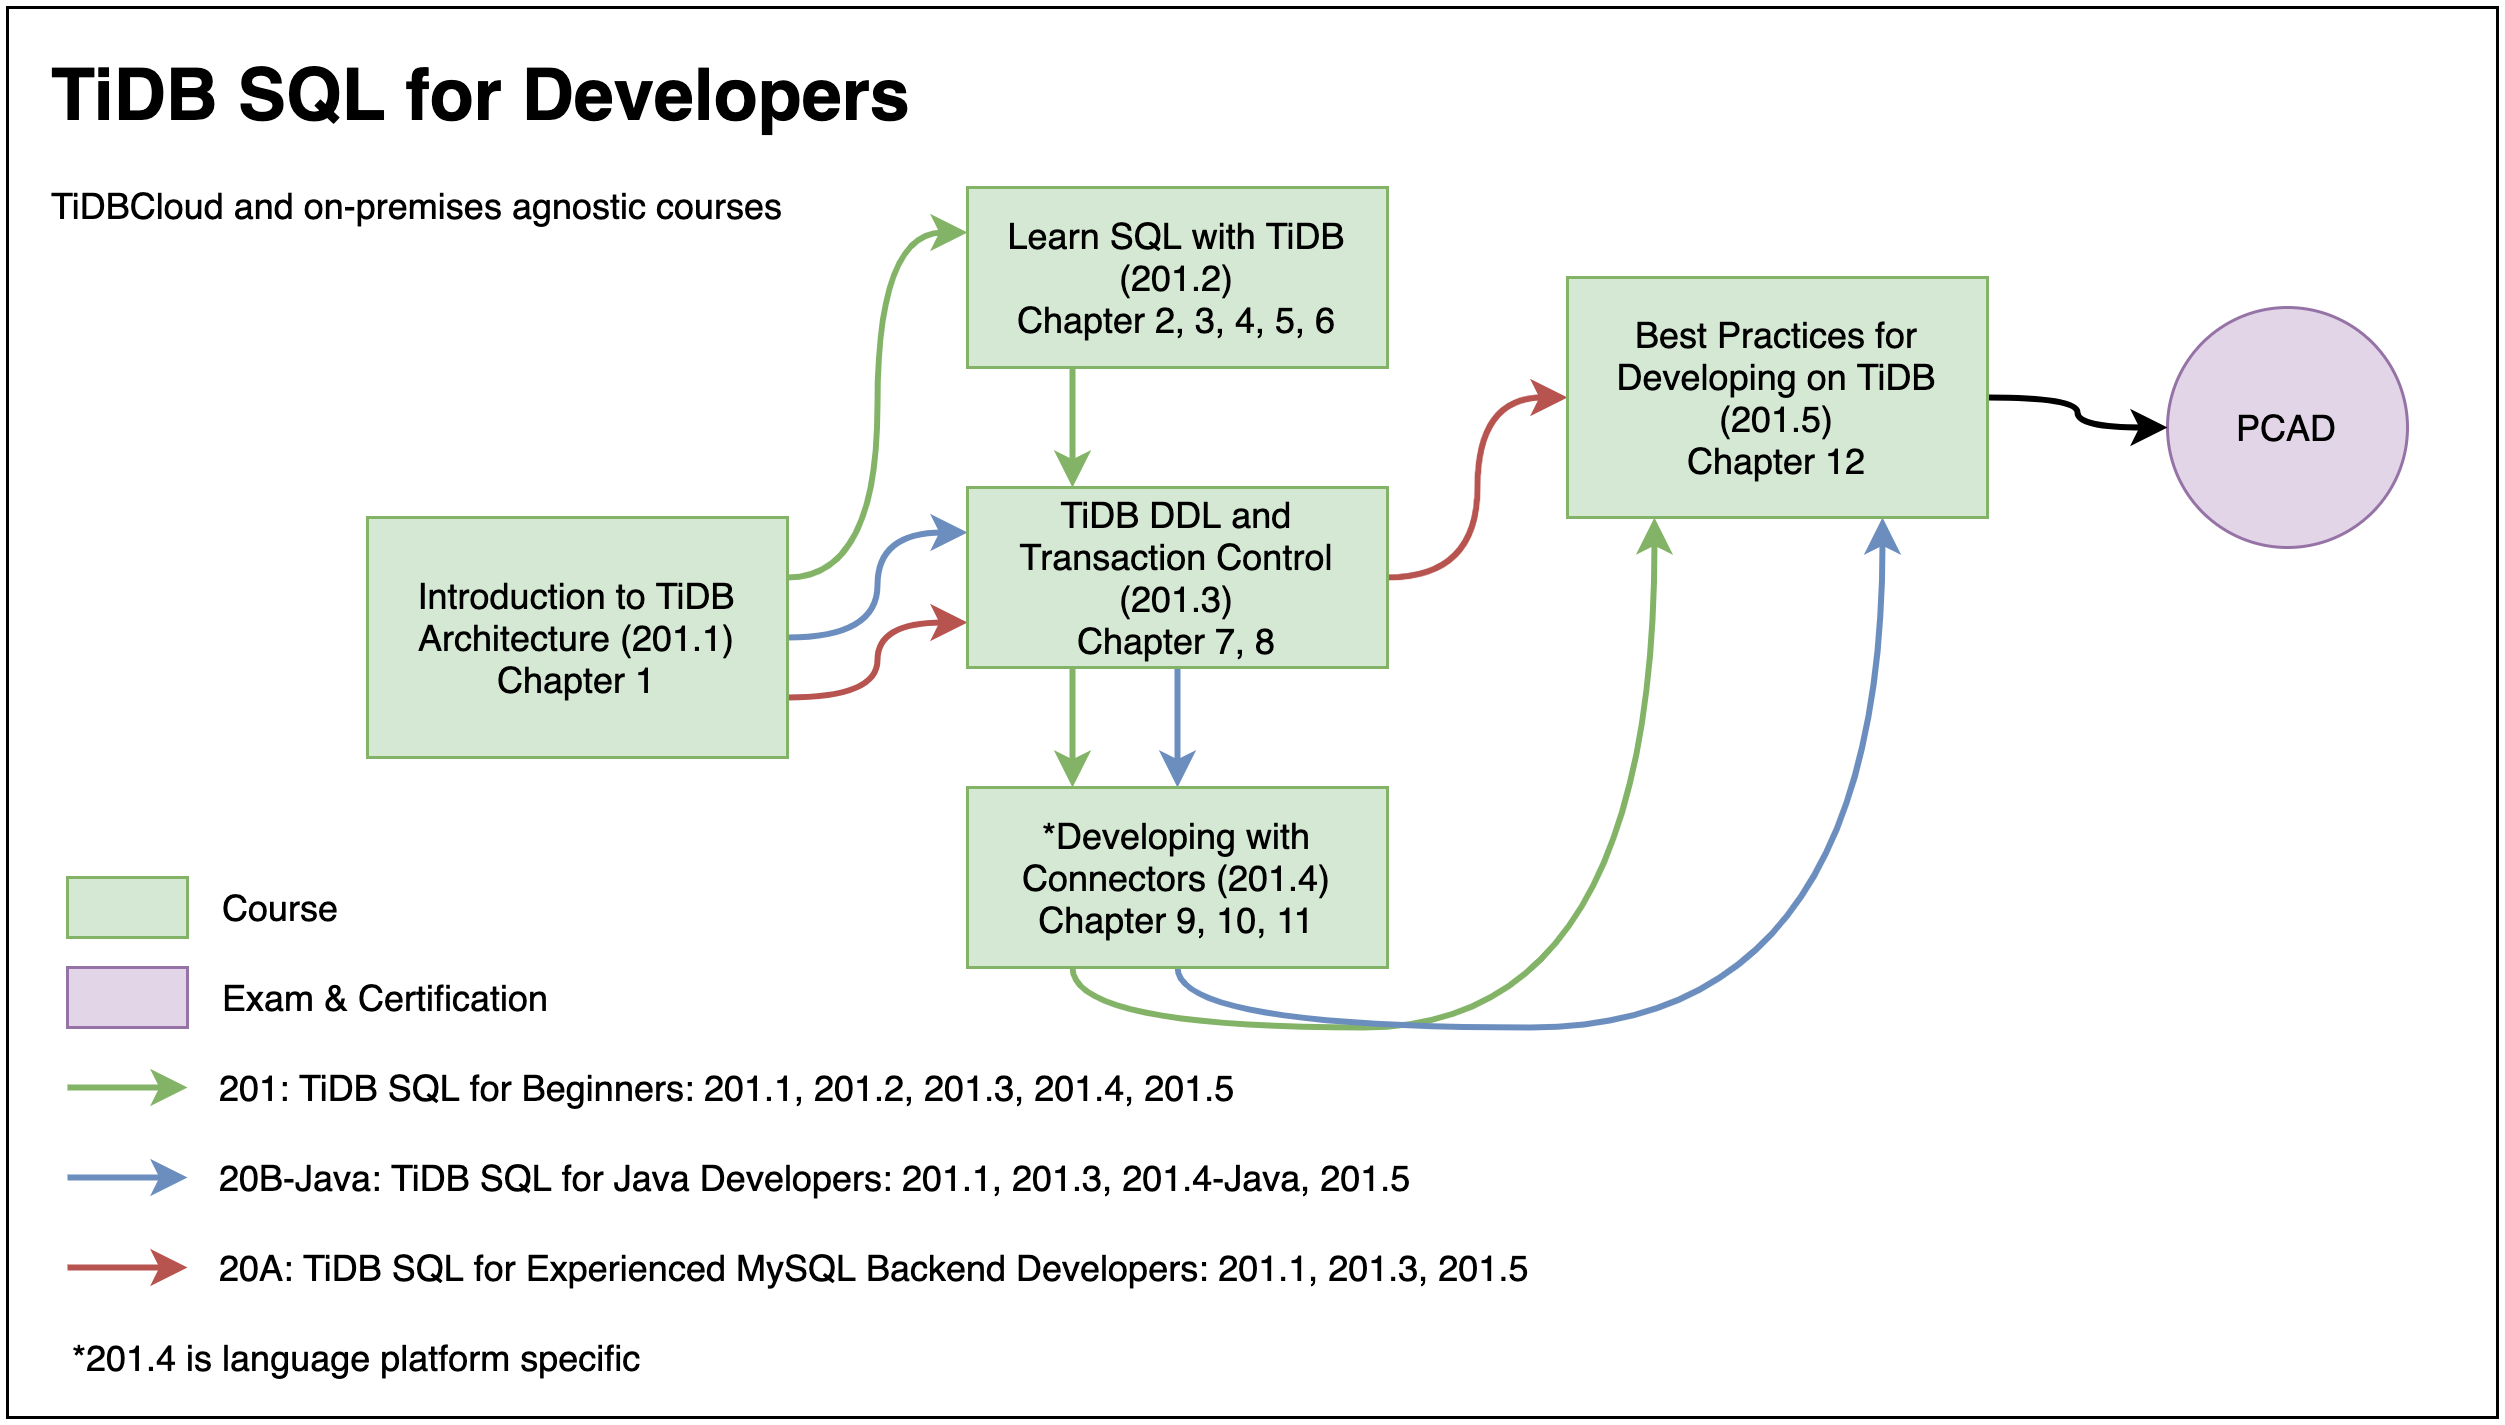 TiDB SQL for Developers
TiDBCloud and on-premises agnostic courses
Learn SQL with TiDB
(201.2)
Chapter 2, 3, 4, 5, 6
Best Practices for
Developing on TiDB
(201.5)
Chapter 12
PCAD
TiDB DDL and
Transaction Control
(201.3)
Chapter 7, 8
Introduction to TiDB
Architecture (201.1)
Chapter 1
*Developing with
Connectors (201.4)
Chapter 9, 10, 11
Course
Exam & Certification
201: TiDB SQL for Beginners: 201.1, 201.2, 201.3, 201.4, 201.5
20B-Java: TiDB SQL for Java Developers: 201.1, 201.3, 201.4-Java, 201.5
20A: TiDB SQL for Experienced MySQL Backend Developers: 201.1, 201.3, 201.5
*201.4 is language platform specific